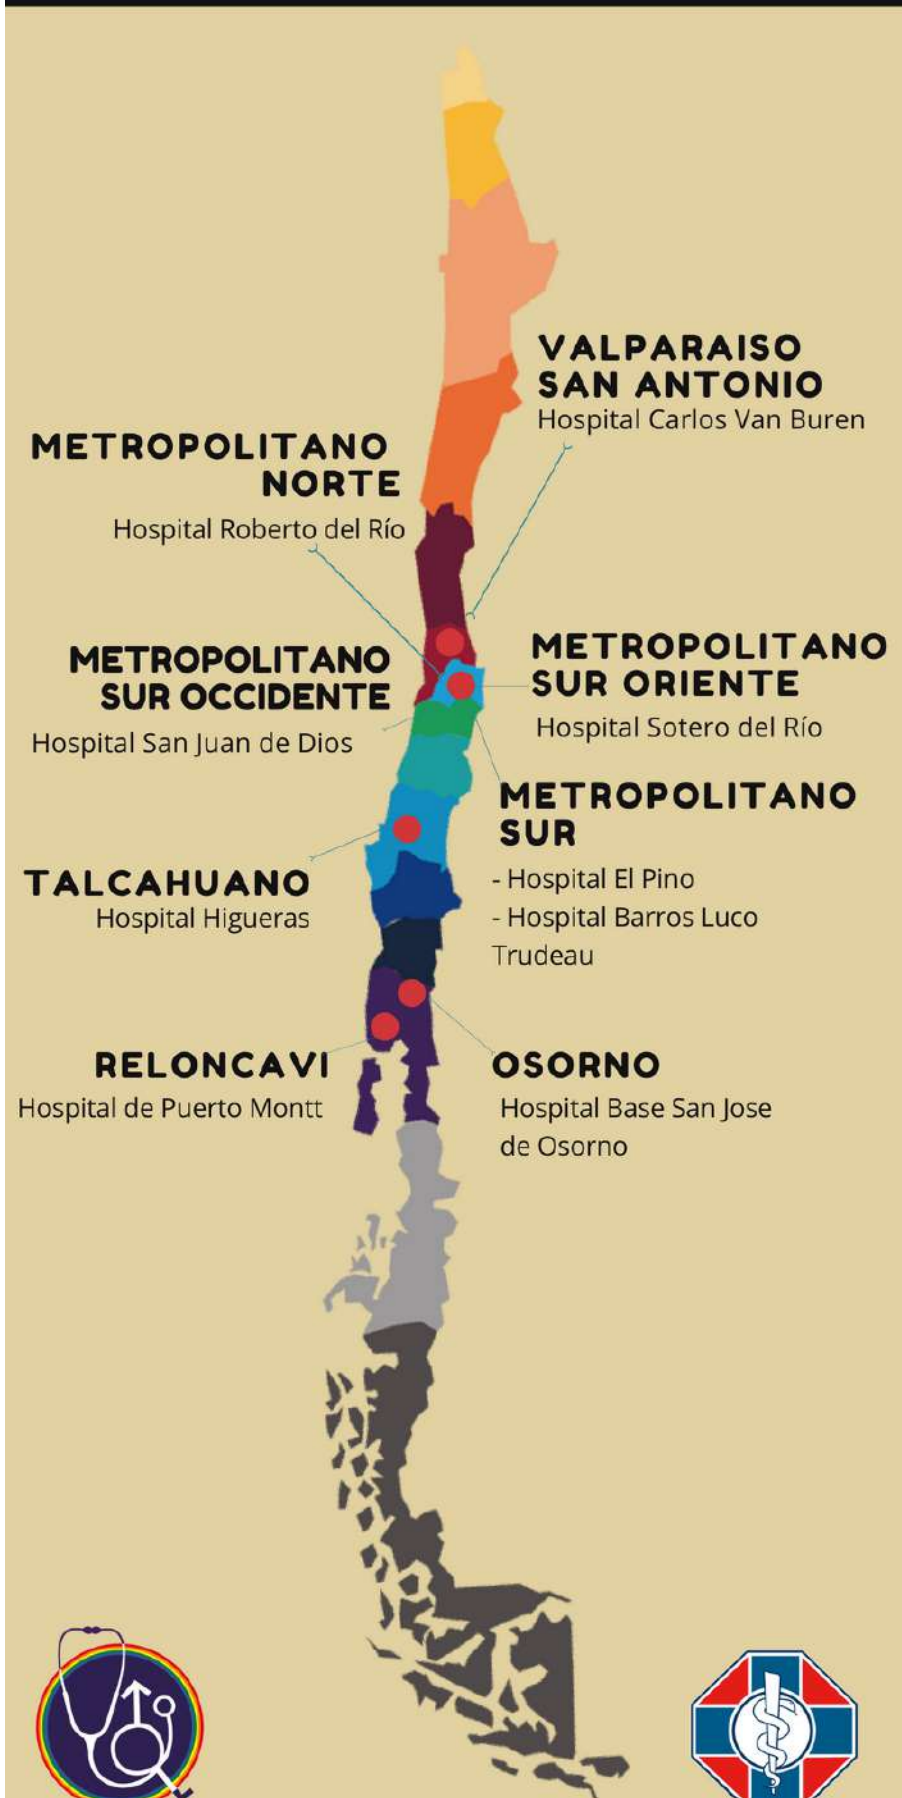 VALPARAISO
SAN ANTONIO
Hospital Carlos Van Buren
METROPOLITANO
NORTE
Hospital Roberto del Río
METROPOLITANO
SUR OCCIDENTE
Hospital San Juan de Dios
METROPOLITANO
SUR ORIENTE
Hospital Sotero del Río
METROPOLITANO
SUR
- Hospital El Pino
- Hospital Barros Luco
Trudeau
TALCAHUANO
Hospital Higueras
RELONCAVI
Hospital de Puerto Montt
OSORNO
Hospital Base San Jose
de Osorno